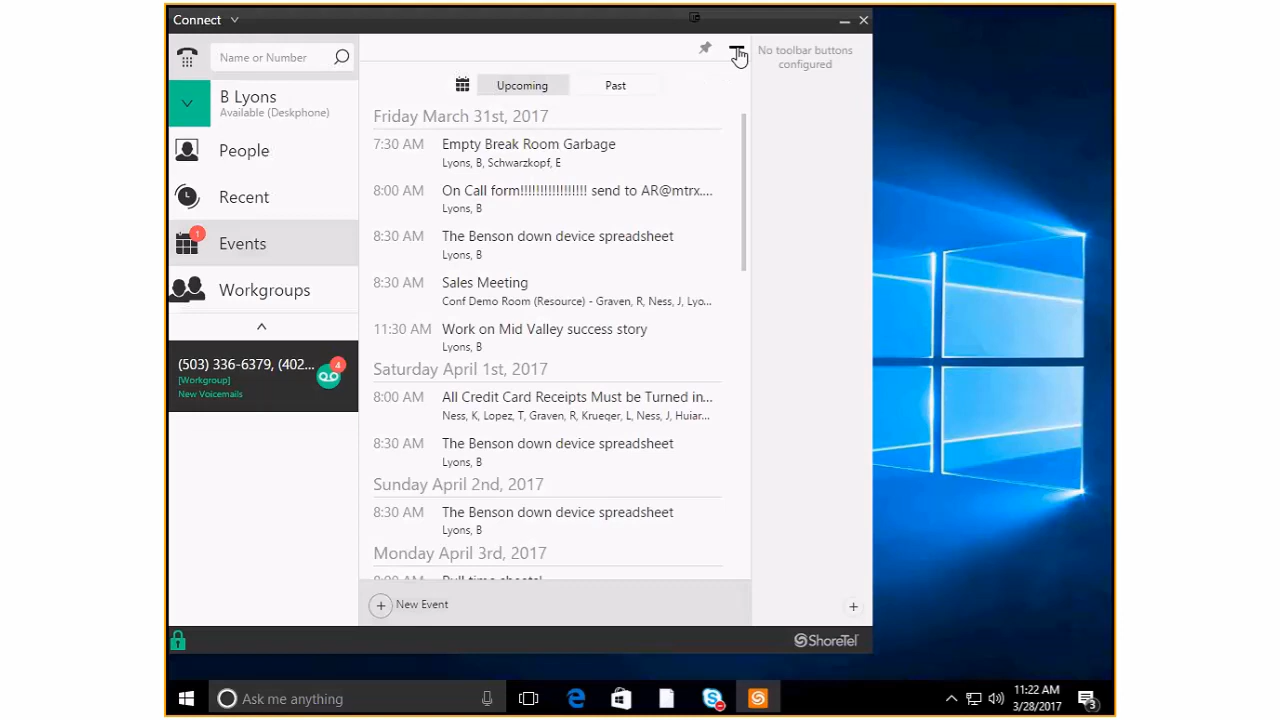 Connect
Name or Number
B Lyons
Available (Deskphone)
People
Recent
1
Events
Workgroups
(503) 336-6379, (402...
4
[Workgroup]
New Voicemails
Upcoming
Past
Friday March 31st, 2017
7:30 AM Empty Break Room Garbage
Lyons, B, Schwarzkopf, E
8:00 AM On Call form!!!!!!!!!!!!!!!!! send to AR@mtrx....
Lyons, B
8:30 AM The Benson down device spreadsheet
Lyons, B
8:30 AM Sales Meeting
Conf Demo Room (Resource) - Graven, R, Ness, J, Lyo...
11:30 AM Work on Mid Valley success story
Lyons, B
Saturday April 1st, 2017
8:00 AM All Credit Card Receipts Must be Turned in...
Ness, K, Lopez, T, Graven, R, Krueger, L, Ness, J, Huiar...
8:30 AM The Benson down device spreadsheet
Lyons, B
Sunday April 2nd, 2017
8:30 AM The Benson down device spreadsheet
Lyons, B
Monday April 3rd, 2017
New Event
No toolbar buttons
configured
ShoreTel
Ask me anything
11:22 AM
3/28/2017
3